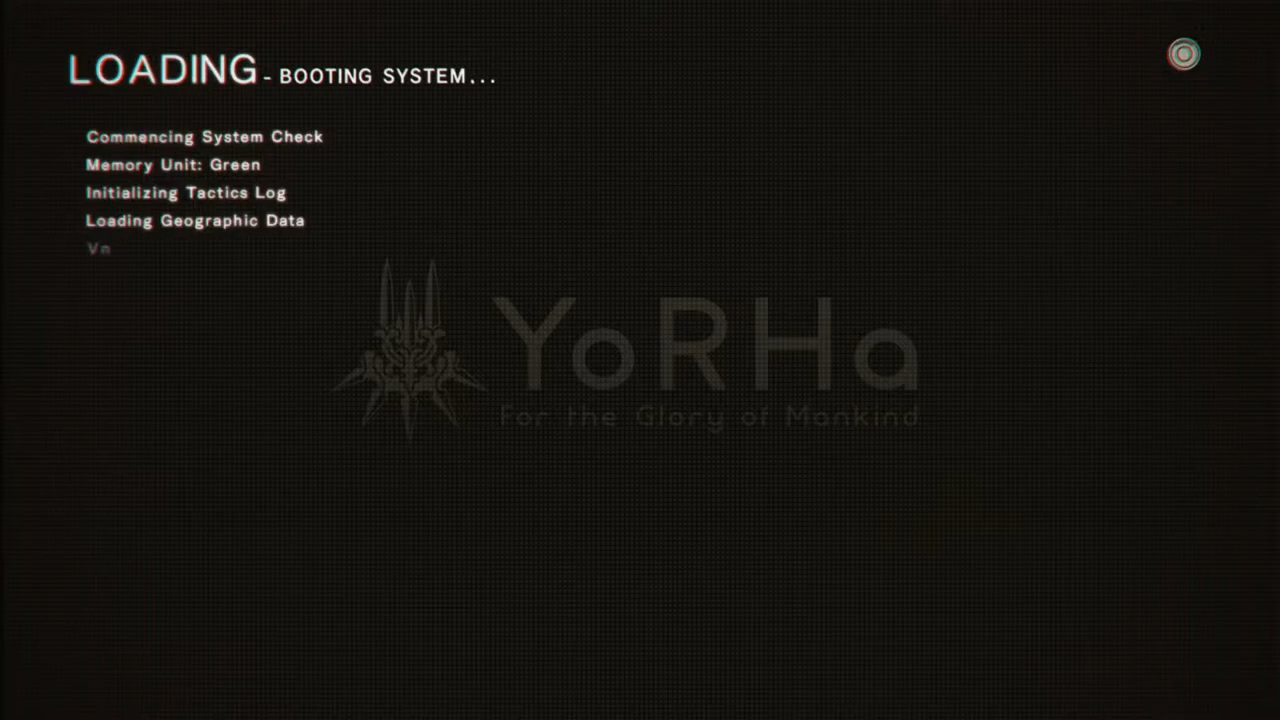 LOADING - BOOTING SYSTEM...
Commencing System Check
Memory Unit: Green
Initializing Tactics Log
Loading Geographic Data
YoRHa
For the Glory of Mankind